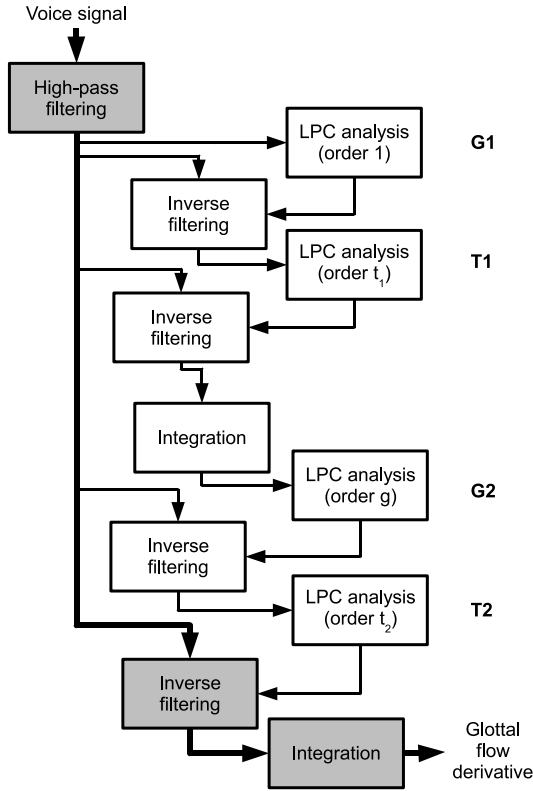 Voice signal
High-pass
filtering
LPC analysis
(order 1)
G1
Inverse
filtering
LPC analysis
(order t₁)
T1
Inverse
filtering
Integration
LPC analysis
(order g)
G2
Inverse
filtering
LPC analysis
(order t₂)
T2
Inverse
filtering
Integration
Glottal
flow
derivative